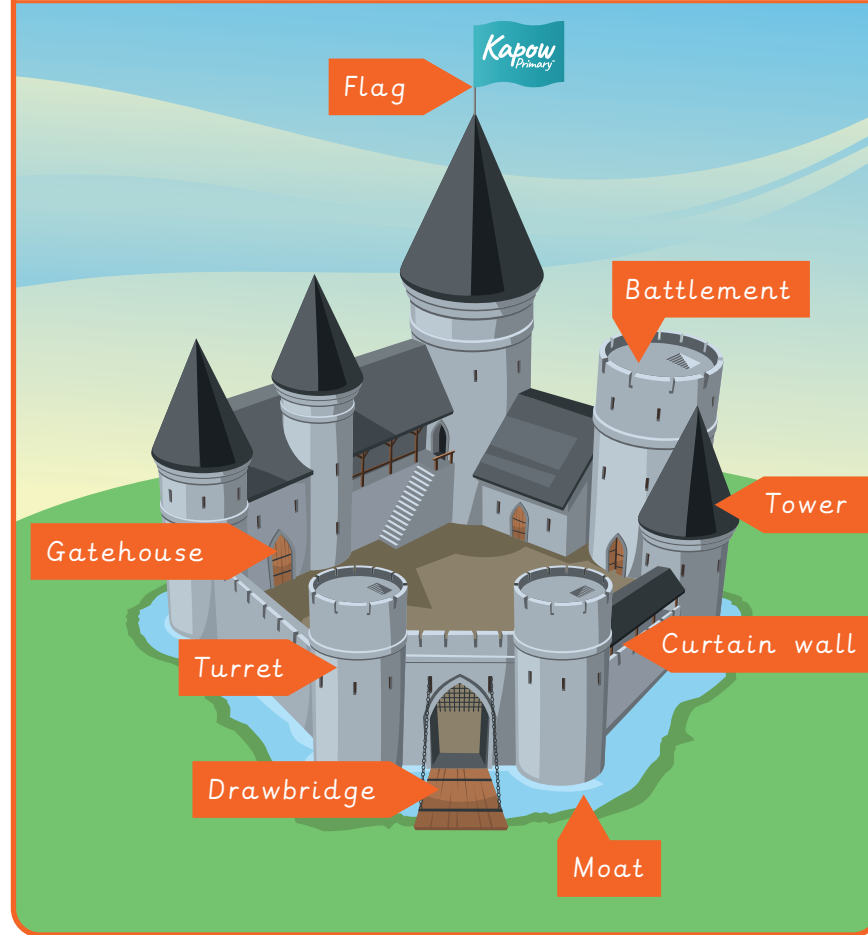 Kapow
Primary
Flag
Battlement
Tower
Gatehouse
Curtain wall
Turret
Drawbridge
Moat